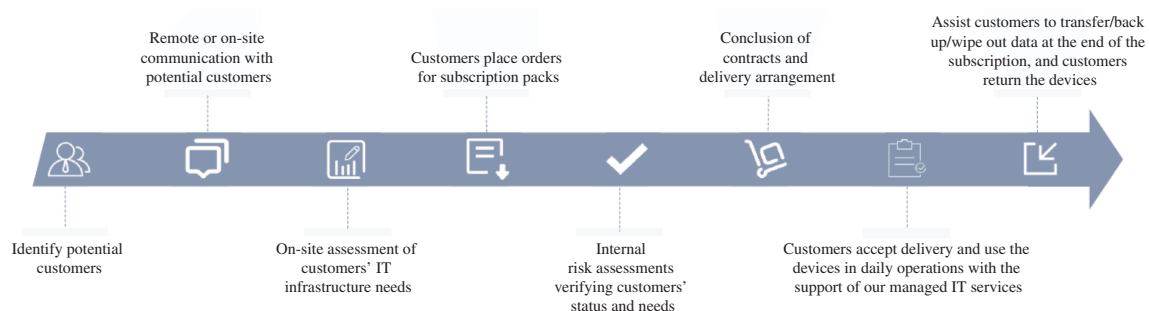 Identify potential
customers
Remote or on-site
communication with
potential customers
On-site assessment of
customers’ IT
infrastructure needs
Customers place orders
for subscription packs
Internal
risk assessments
verifying customers’
status and needs
Conclusion of
contracts and
delivery arrangement
Customers accept delivery and use the
devices in daily operations with the
support of our managed IT services
Assist customers to transfer/back
up/wipe out data at the end of the
subscription, and customers
return the devices